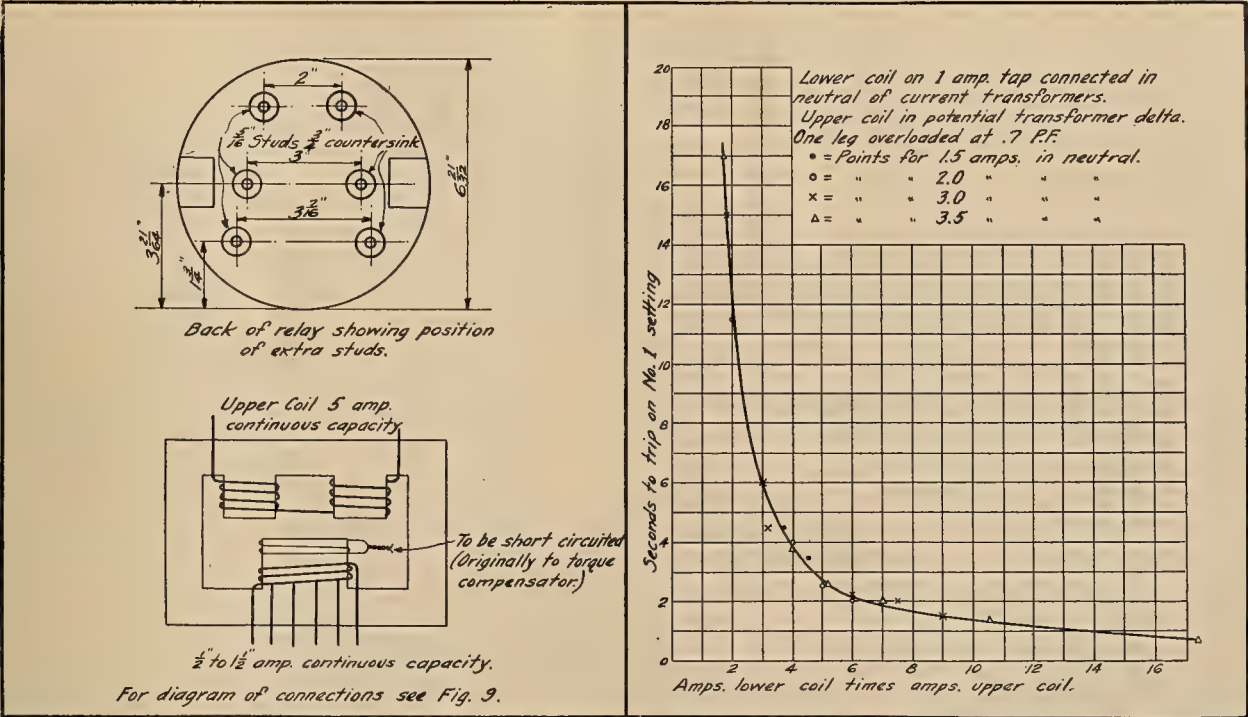 2"
5/16" Studs 3/4" countersink
3"
3 2/16"
6 21/32"
3 21/64"
1 3/4"
Back of relay showing position
of extra studs.
Upper Coil 5 amp.
continuous capacity
To be short circuited
(Originally to torque
compensator.)
1/2" to 1 1/2" amp. continuous capacity.
For diagram of connections see Fig. 9.
Lower coil on 1 amp. tap connected in
neutral of current transformers.
Upper coil in potential transformer delta.
One leg overloaded at .7 P.F.
• = Points for 1.5 amps. in neutral.
o = " " 2.0 " " "
x = " " 3.0 " " "
△ = " " 3.5 " " "
Seconds to trip on No. 1 setting
20
18
16
14
12
10
8
6
4
2
0
2 4 6 8 10 12 14 16
Amps. lower coil times amps. upper coil.